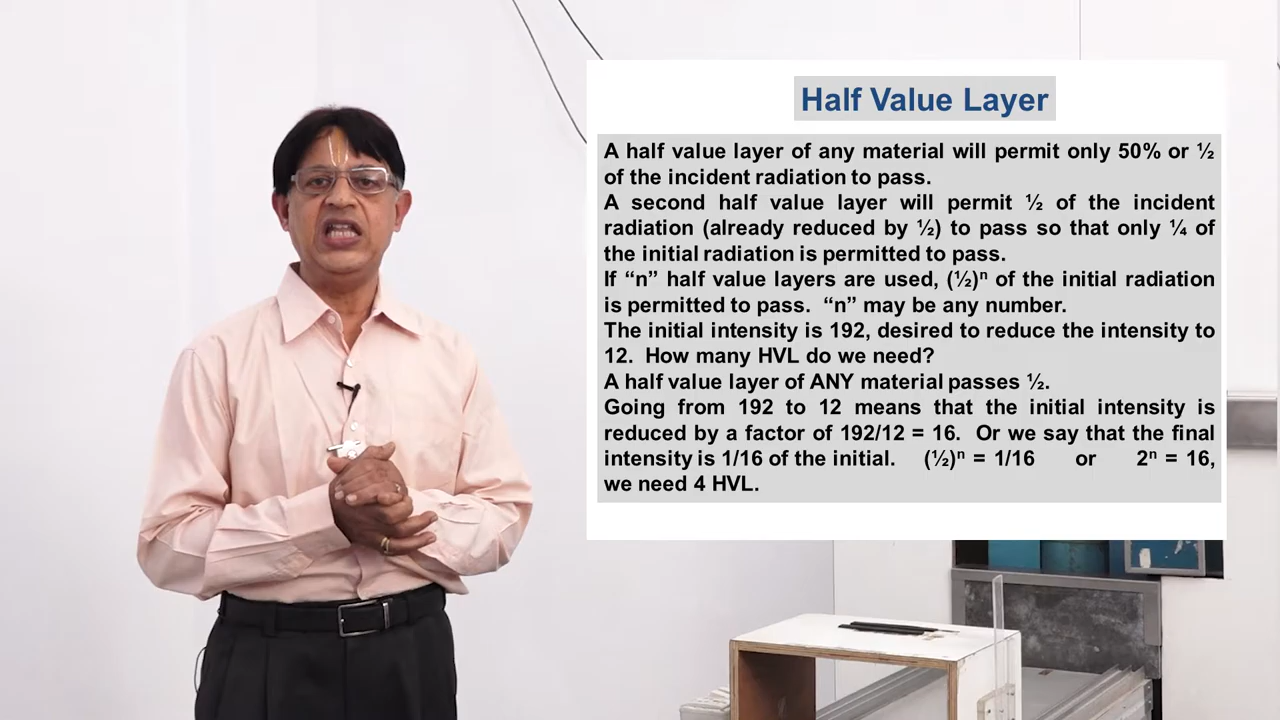 Half Value Layer
A half value layer of any material will permit only 50% or ½
of the incident radiation to pass.
A second half value layer will permit ½ of the incident
radiation (already reduced by ½) to pass so that only ¼ of
the initial radiation is permitted to pass.
If “n” half value layers are used, (½)ⁿ of the initial radiation
is permitted to pass. “n” may be any number.
The initial intensity is 192, desired to reduce the intensity to
12. How many HVL do we need?
A half value layer of ANY material passes ½.
Going from 192 to 12 means that the initial intensity is
reduced by a factor of 192/12 = 16. Or we say that the final
intensity is 1/16 of the initial. (½)ⁿ = 1/16 or 2ⁿ = 16,
we need 4 HVL.